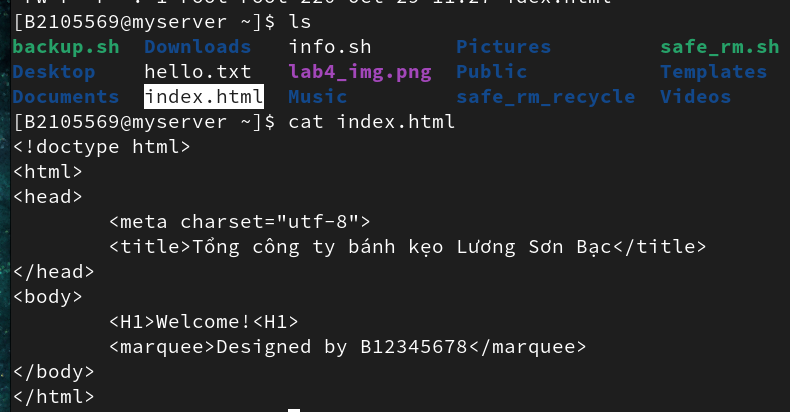 [B2105569@myserver ~]$ ls
backup.sh  Downloads  info.sh  Pictures  safe_rm.sh
Desktop  hello.txt  lab4_img.png  Public  Templates
Documents  index.html  Music  safe_rm_recycle  Videos
[B2105569@myserver ~]$ cat index.html
<!doctype html>
<html>
<head>
        <meta charset="utf-8">
        <title>Tổng công ty bánh kẹo Lương Sơn Bạc</title>
</head>
<body>
        <H1>Welcome!<H1>
        <marquee>Designed by B12345678</marquee>
</body>
</html>